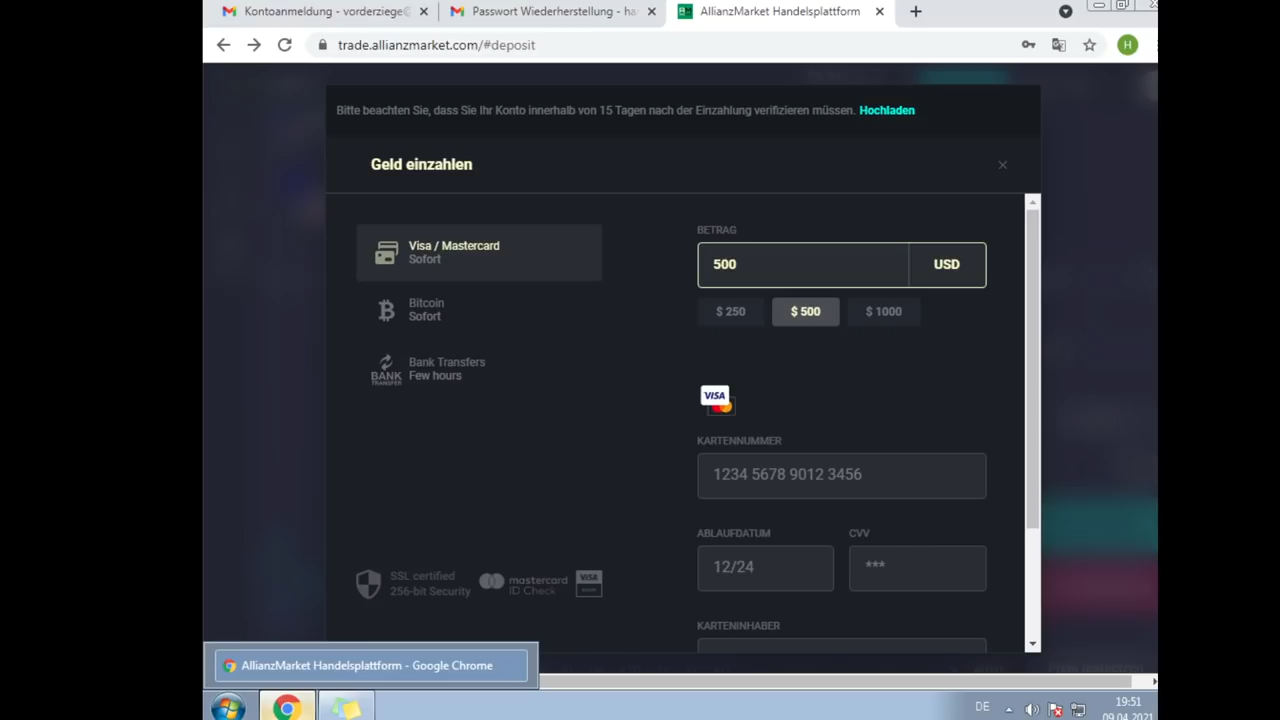 Kontoanmeldung - vorderziege@
Passwort Wiederherstellung - ha
AllianzMarket Handelsplattform
trade.allianzmarket.com/#deposit
H
Bitte beachten Sie, dass Sie Ihr Konto innerhalb von 15 Tagen nach der Einzahlung verifizieren müssen. Hochladen
Geld einzahlen
Visa / Mastercard
Sofort
Bitcoin
Sofort
BANK
TRANSFER
Bank Transfers
Few hours
SSL certified
256-bit Security
mastercard
ID Check
VISA
BETRAG
500 USD
$ 250 $ 500 $ 1000
VISA
KARTENNUMMER
1234 5678 9012 3456
ABLAUFDATUM CVV
12/24 ***
KARTENINHABER
AllianzMarket Handelsplattform - Google Chrome
DE
19:51
09.04.2021